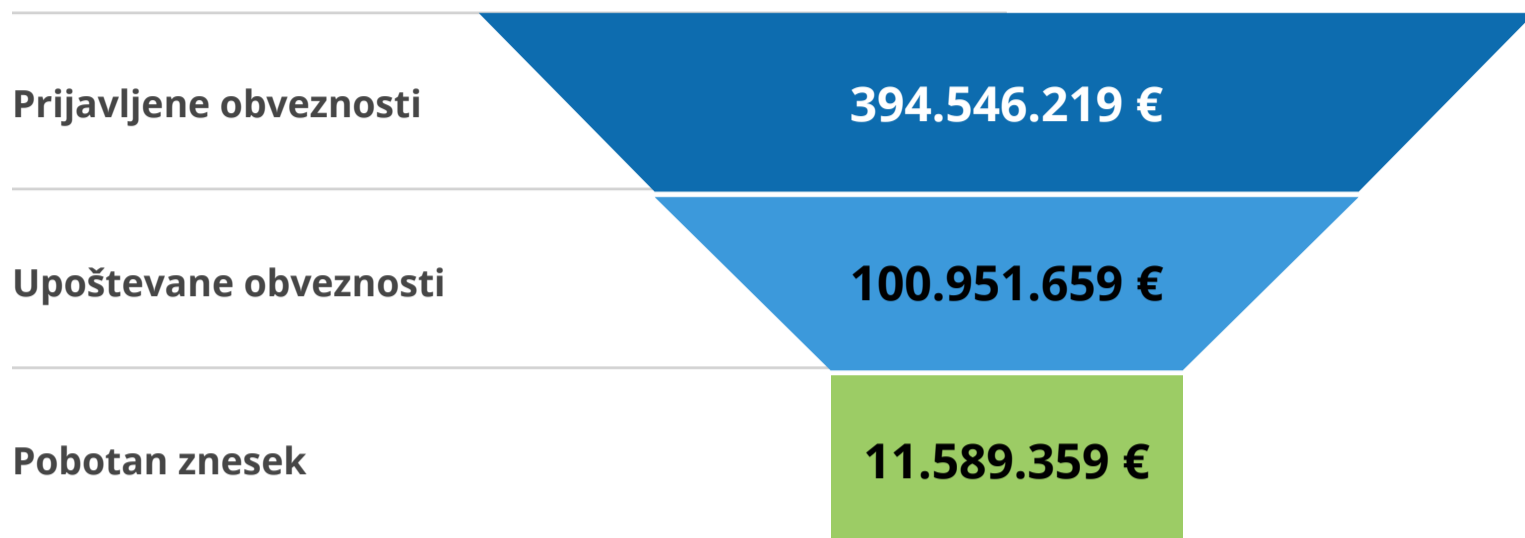 Prijavljene obveznosti 394.546.219 €
Upoštevane obveznosti 100.951.659 €
Pobotan znesek 11.589.359 €